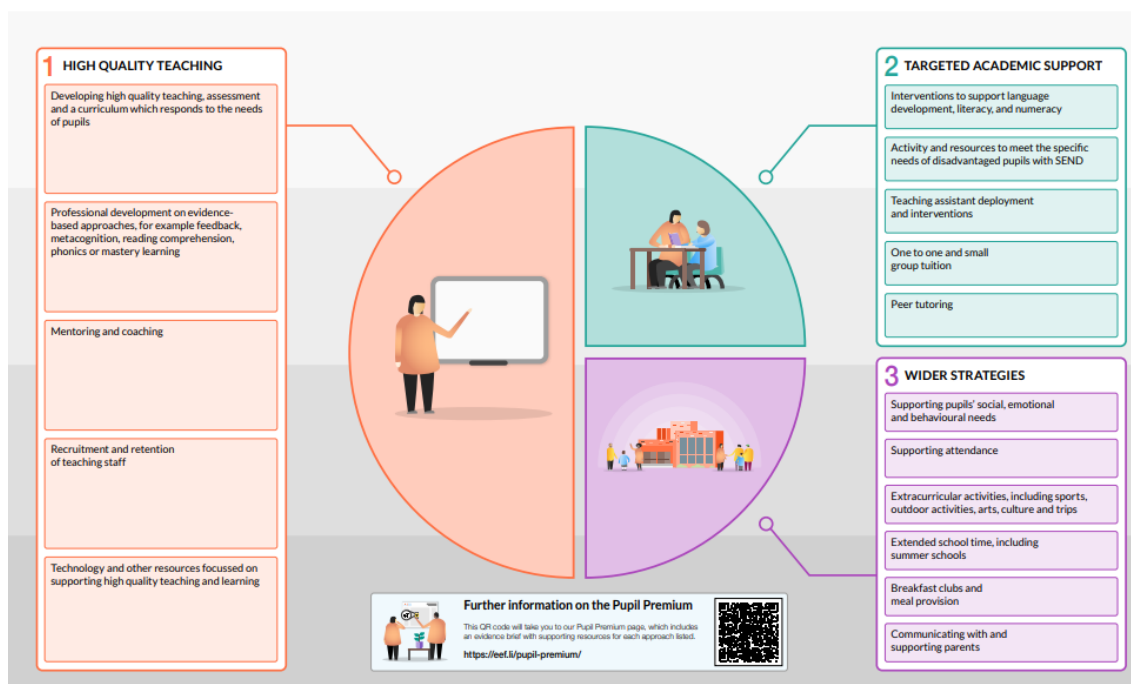 1 HIGH QUALITY TEACHING
Developing high quality teaching, assessment
and a curriculum which responds to the needs
of pupils
Professional development on evidence-
based approaches, for example feedback,
metacognition, reading comprehension,
phonics or mastery learning
Mentoring and coaching
Recruitment and retention
of teaching staff
Technology and other resources focussed on
supporting high quality teaching and learning
2 TARGETED ACADEMIC SUPPORT
Interventions to support language
development, literacy, and numeracy
Activity and resources to meet the specific
needs of disadvantaged pupils with SEND
Teaching assistant deployment
and interventions
One to one and small
group tuition
Peer tutoring
3 WIDER STRATEGIES
Supporting pupils' social, emotional
and behavioural needs
Supporting attendance
Extracurricular activities, including sports,
outdoor activities, arts, culture and trips
Extended school time, including
summer schools
Breakfast clubs and
meal provision
Communicating with and
supporting parents
Further information on the Pupil Premium
This QR code will take you to our Pupil Premium page, which includes
an evidence brief with supporting resources for each approach listed.
https://eef.li/pupil-premium/